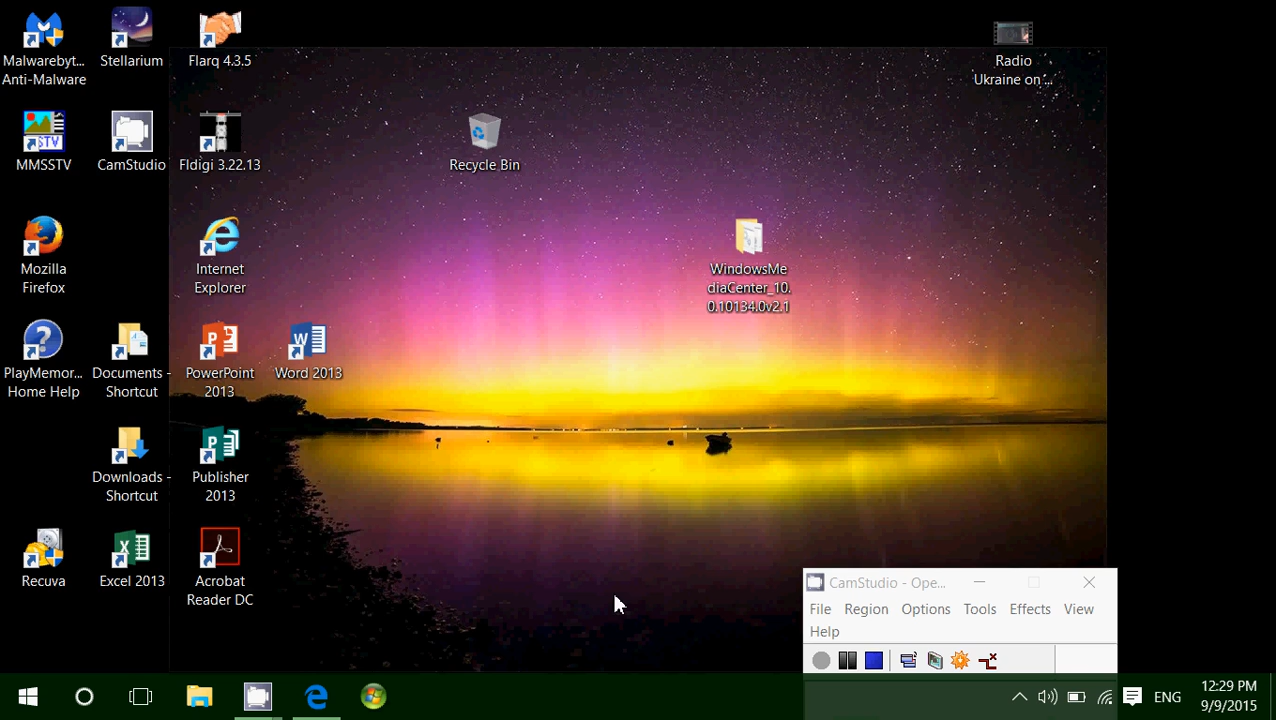 Malwarebyt...
Anti-Malware
Stellarium
Flarq 4.3.5
Radio
Ukraine on ...
MMSSTV
CamStudio
Fldigi 3.22.13
Recycle Bin
Mozilla
Firefox
Internet
Explorer
WindowsMe
diaCenter_10.
0.10134.0v2.1
PlayMemor...
Home Help
Documents -
Shortcut
PowerPoint
2013
Word 2013
Downloads -
Shortcut
Publisher
2013
Recuva
Excel 2013
Acrobat
Reader DC
CamStudio - Ope...
File Region Options Tools Effects View
Help
ENG
12:29 PM
9/9/2015